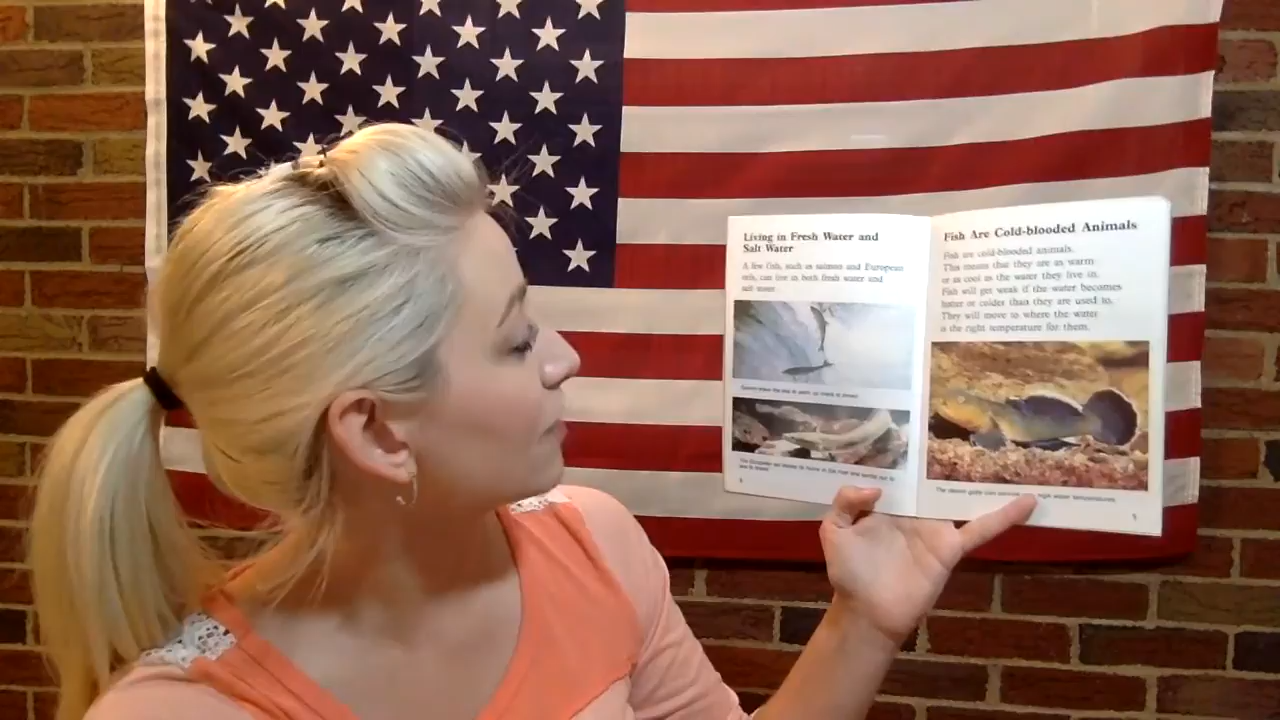 Living in Fresh Water and
Salt Water
A few fish, such as salmon and European
eels, can live in both fresh water and
salt water.
Fish Are Cold-blooded Animals
Fish are cold-blooded animals.
This means that they are as warm
or as cool as the water they live in.
Fish will get weak if the water becomes
hotter or colder than they are used to.
They will move to where the water
is the right temperature for them.
high water temperatures.